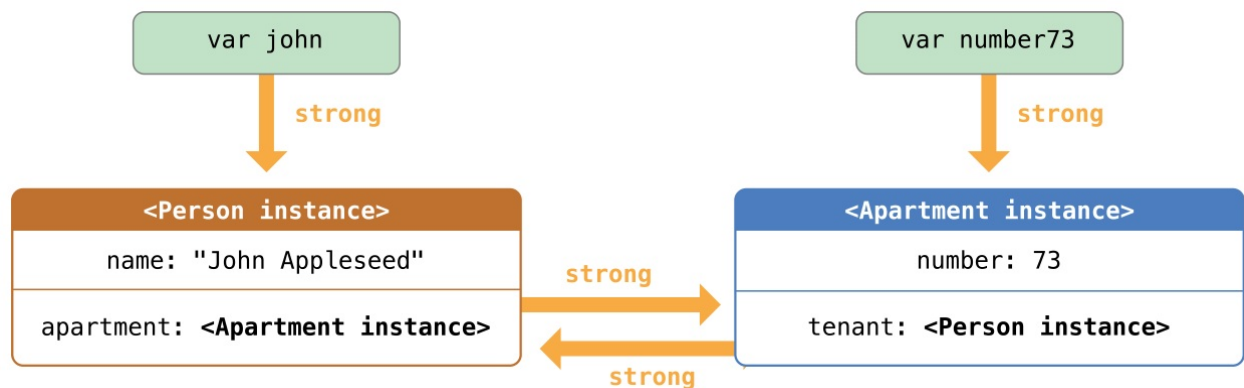 var john
var number73
strong
strong
<Person instance>
<Apartment instance>
name: "John Appleseed"
number: 73
strong
apartment: <Apartment instance>
tenant: <Person instance>
strong